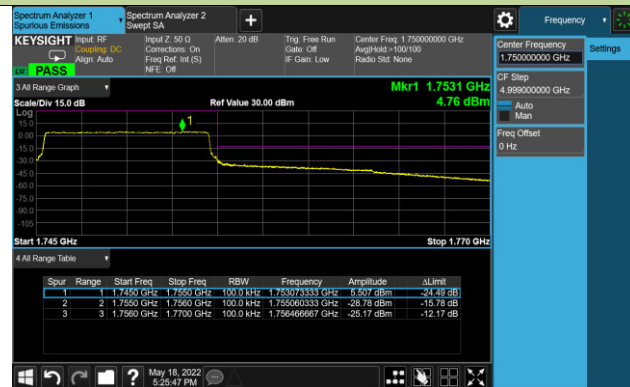 Spectrum Analyzer 1
Spurious Emissions
Spectrum Analyzer 2
Swept SA
Frequency
KEYSIGHT
Input: RF
Coupling: DC
Align: Auto
Input Z: 50 Ω
Corrections: On
Freq Ref: Int (S)
NFE: Off
Atten: 20 dB
Trig: Free Run
Gate: Off
IF Gain: Low
Center Freq: 1.750000000 GHz
Avg|Hold:>100/100
Radio Std: None
PASS
Center Frequency
1.750000000 GHz
Settings
CF Step
4.999000000 GHz
Auto
Man
Freq Offset
0 Hz
3 All Range Graph
Mkr1 1.7531 GHz
Scale/Div 15.0 dB
Ref Value 30.00 dBm
4.76 dBm
Log
15.0
0.00
-15.0
-30.0
-45.0
-60.0
-75.0
-90.0
-105
1
Start 1.745 GHz
Stop 1.770 GHz
4 All Range Table
Spur Range Start Freq Stop Freq RBW Frequency Amplitude ΔLimit
1 1 1.7450 GHz 1.7550 GHz 100.0 kHz 1.753073333 GHz 5.507 dBm -24.49 dB
2 2 1.7550 GHz 1.7560 GHz 100.0 kHz 1.755060333 GHz -28.78 dBm -15.78 dB
3 3 1.7560 GHz 1.7700 GHz 100.0 kHz 1.756466667 GHz -25.17 dBm -12.17 dB
?
May 18, 2022
5:25:47 PM